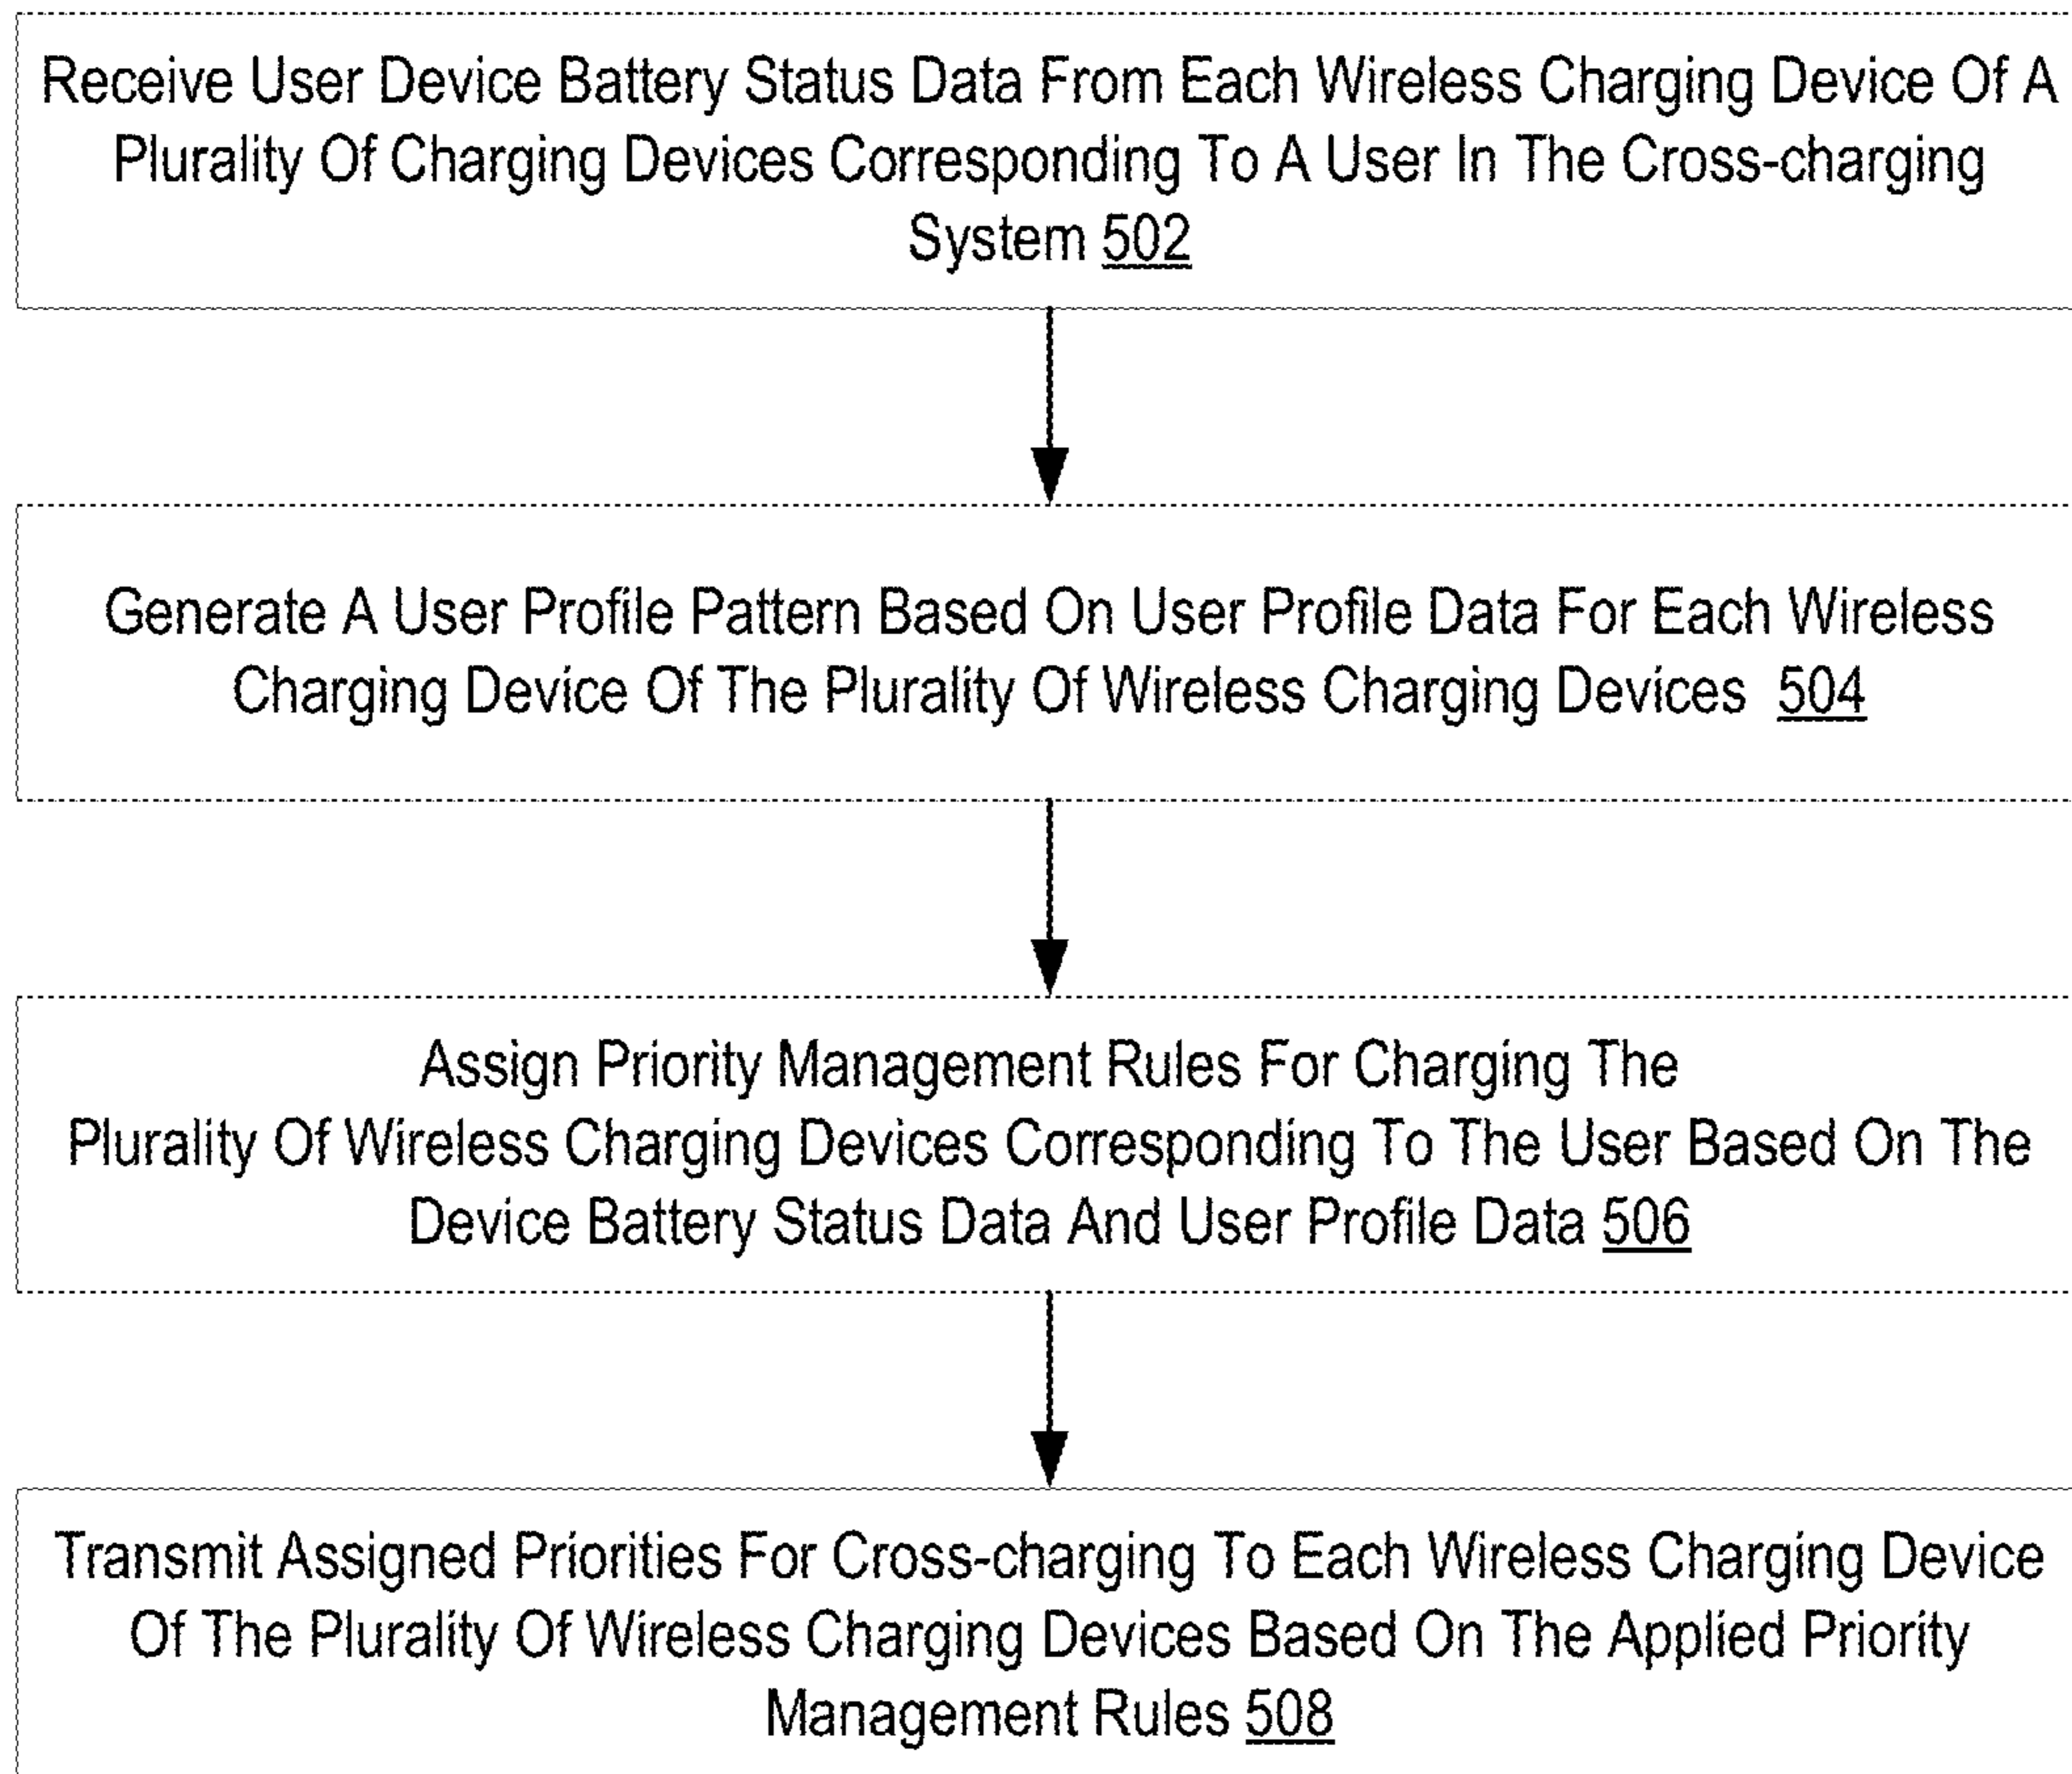 Receive User Device Battery Status Data From Each Wireless Charging Device Of A
Plurality Of Charging Devices Corresponding To A User In The Cross-charging
System 502
Generate A User Profile Pattern Based On User Profile Data For Each Wireless
Charging Device Of The Plurality Of Wireless Charging Devices 504
Assign Priority Management Rules For Charging The
Plurality Of Wireless Charging Devices Corresponding To The User Based On The
Device Battery Status Data And User Profile Data 506
Transmit Assigned Priorities For Cross-charging To Each Wireless Charging Device
Of The Plurality Of Wireless Charging Devices Based On The Applied Priority
Management Rules 508